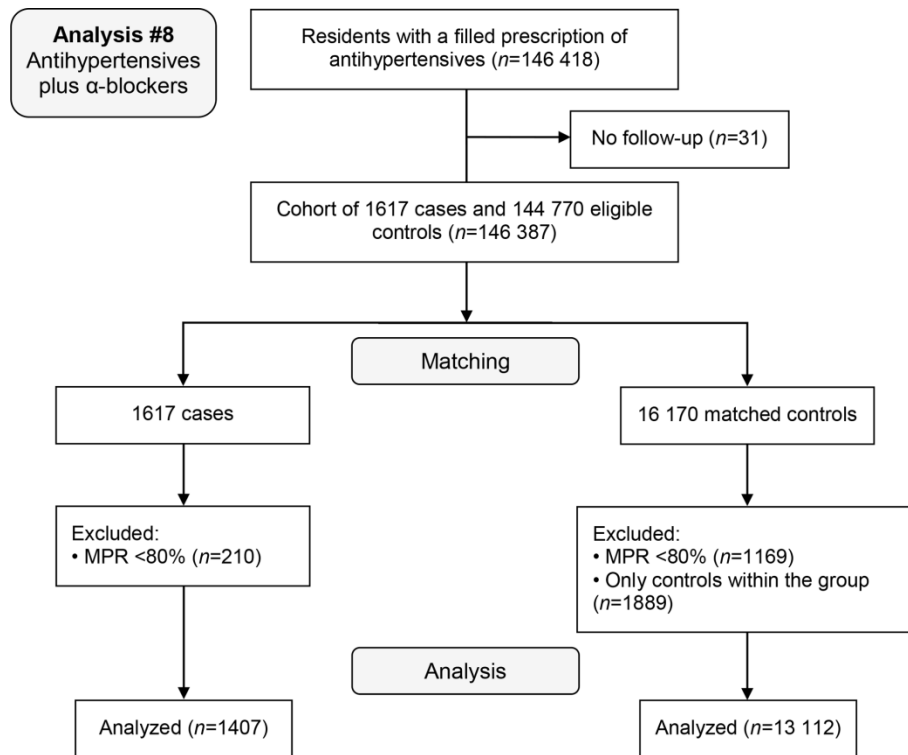 Analysis #8
Antihypertensives
plus α-blockers
Residents with a filled prescription of
antihypertensives (n=146 418)
No follow-up (n=31)
Cohort of 1617 cases and 144 770 eligible
controls (n=146 387)
Matching
1617 cases
16 170 matched controls
Excluded:
• MPR <80% (n=210)
Excluded:
• MPR <80% (n=1169)
• Only controls within the group
(n=1889)
Analysis
Analyzed (n=1407)
Analyzed (n=13 112)